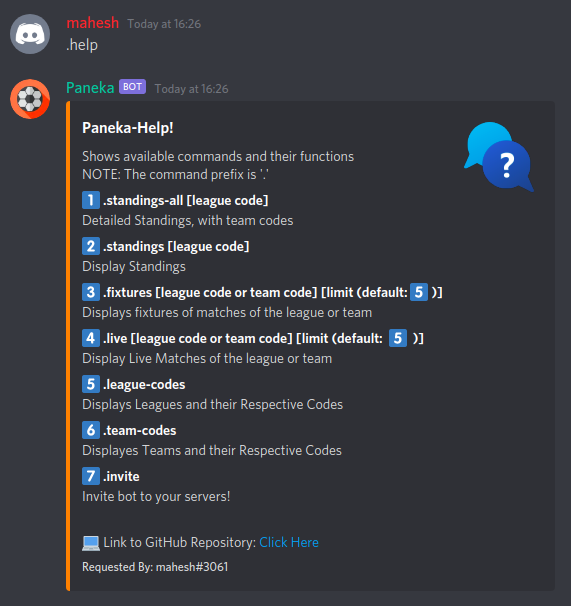 mahesh Today at 16:26
.help
Paneka BOT Today at 16:26
Paneka-Help!
Shows available commands and their functions
NOTE: The command prefix is '.'
1 .standings-all [league code]
Detailed Standings, with team codes
2 .standings [league code]
Display Standings
3 .fixtures [league code or team code] [limit (default: 5 )]
Displays fixtures of matches of the league or team
4 .live [league code or team code] [limit (default: 5 )]
Display Live Matches of the league or team
5 .league-codes
Displays Leagues and their Respective Codes
6 .team-codes
Displayes Teams and their Respective Codes
7 .invite
Invite bot to your servers!
Link to GitHub Repository: Click Here
Requested By: mahesh#3061
?